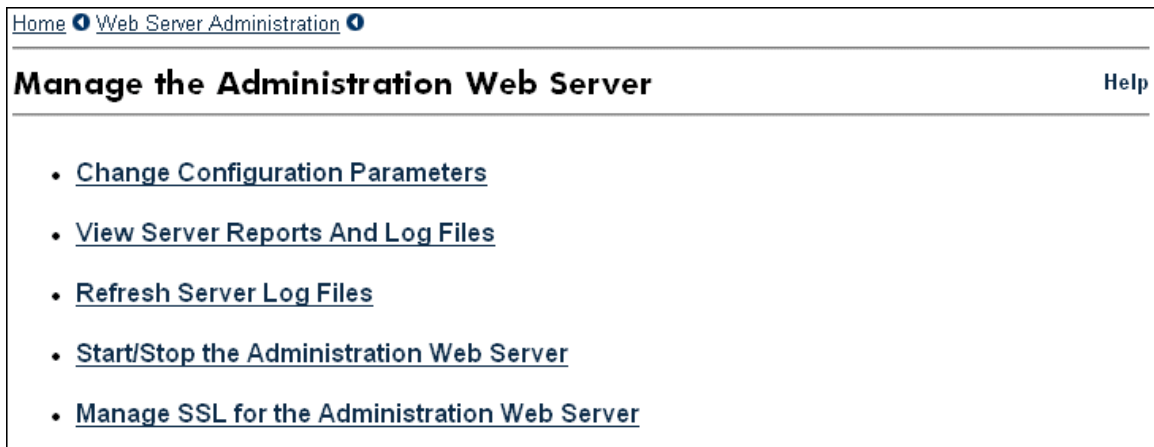 Home Web Server Administration
Manage the Administration Web Server Help
• Change Configuration Parameters
• View Server Reports And Log Files
• Refresh Server Log Files
• Start/Stop the Administration Web Server
• Manage SSL for the Administration Web Server